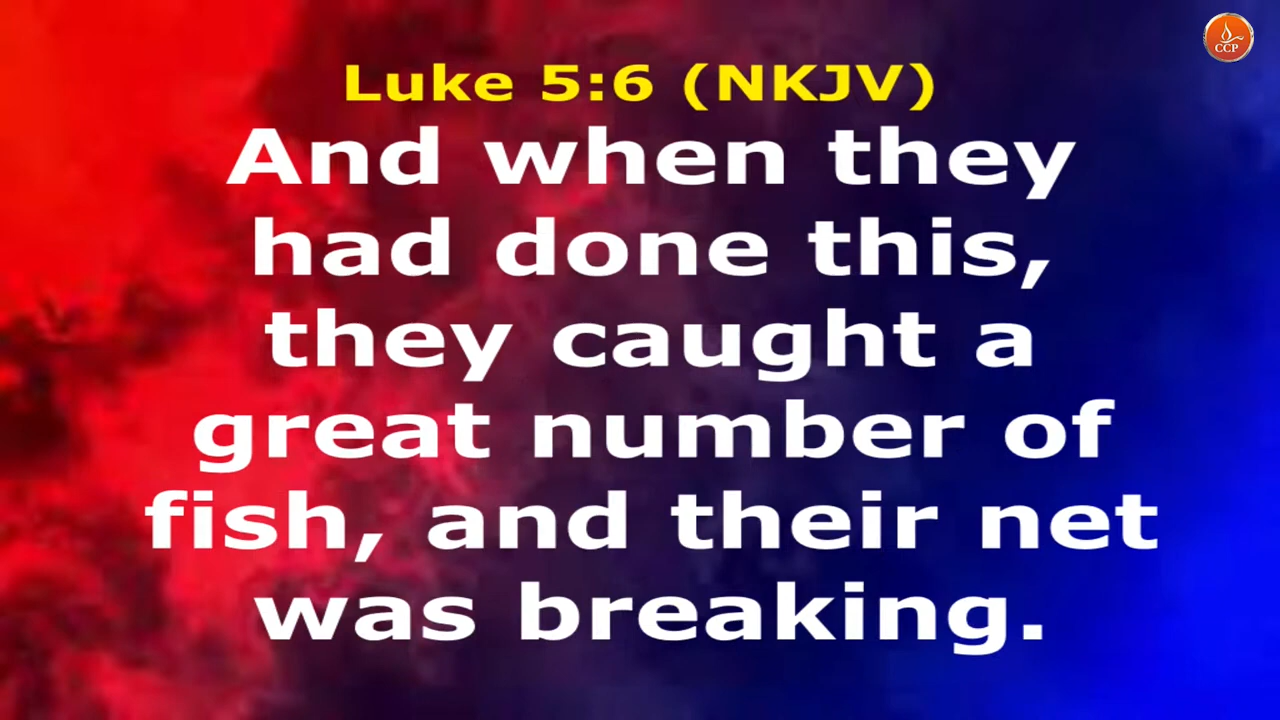 CCP
Luke 5:6 (NKJV)
And when they
had done this,
they caught a
great number of
fish, and their net
was breaking.